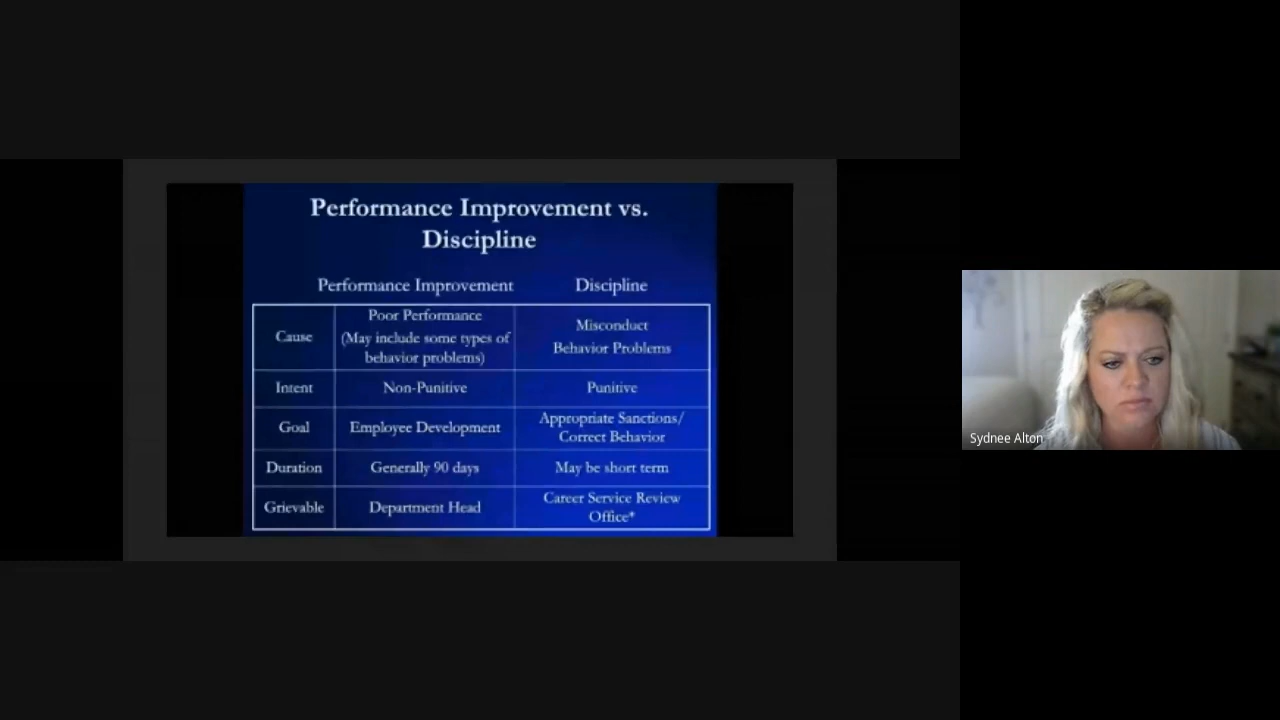 Performance Improvement vs.
Discipline
Performance Improvement Discipline
Cause
Poor Performance
(May include some types of
behavior problems)
Misconduct
Behavior Problems
Intent
Non-Punitive
Punitive
Goal
Employee Development
Appropriate Sanctions/
Correct Behavior
Duration
Generally 90 days
May be short term
Grievable
Department Head
Career Service Review
Office*
Sydnee Alton